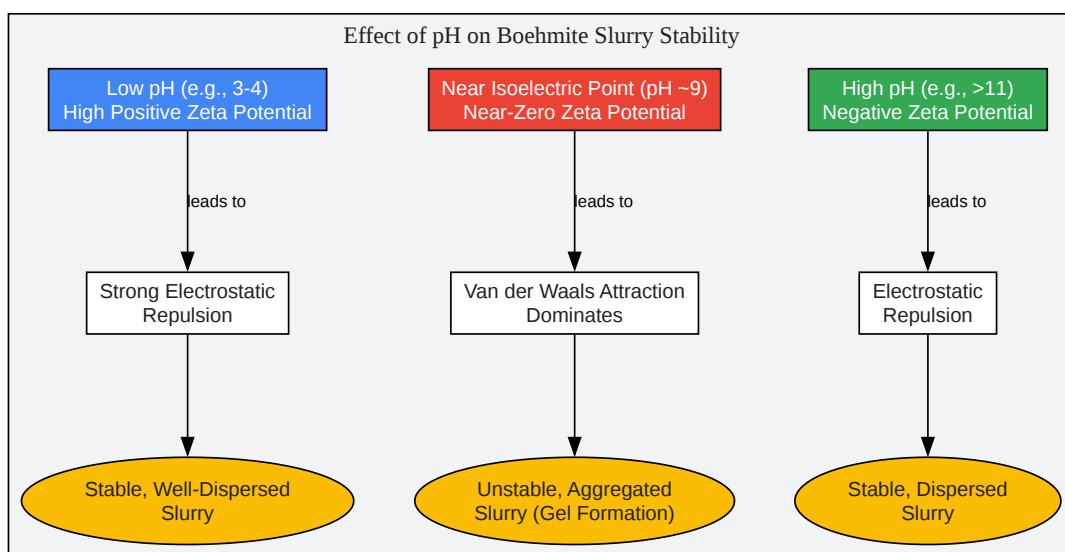 Effect of pH on Boehmite Slurry Stability
Low pH (e.g., 3-4)
High Positive Zeta Potential
Near Isoelectric Point (pH ~9)
Near-Zero Zeta Potential
High pH (e.g., >11)
Negative Zeta Potential
leads to
leads to
leads to
Strong Electrostatic
Repulsion
Van der Waals Attraction
Dominates
Electrostatic
Repulsion
Stable, Well-Dispersed
Slurry
Unstable, Aggregated
Slurry (Gel Formation)
Stable, Dispersed
Slurry